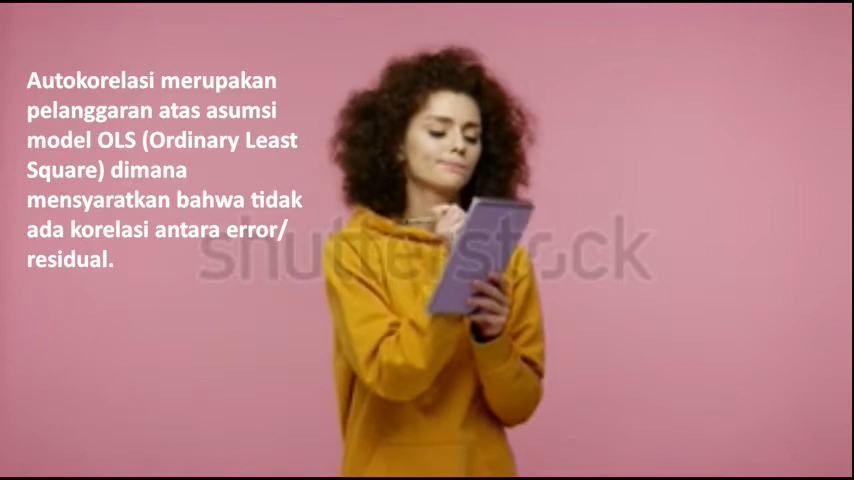 Autokorelasi merupakan
pelanggaran atas asumsi
model OLS (Ordinary Least
Square) dimana
mensyaratkan bahwa tidak
ada korelasi antara error/
residual.
shutterstock